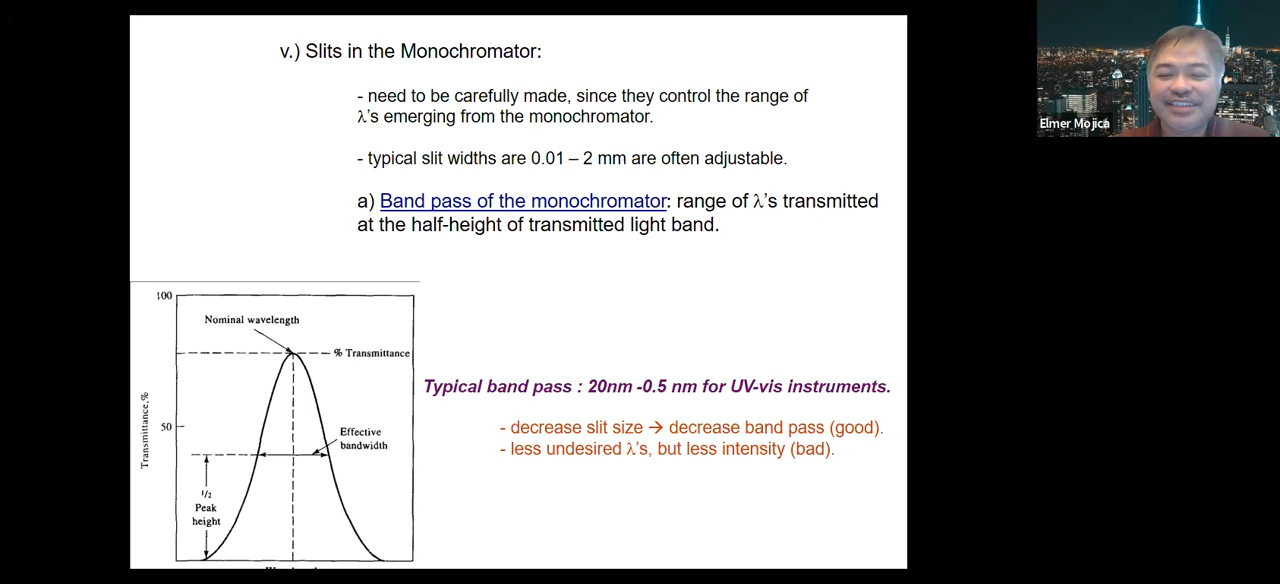 v.) Slits in the Monochromator:
- need to be carefully made, since they control the range of
λ's emerging from the monochromator.
- typical slit widths are 0.01 – 2 mm are often adjustable.
a) Band pass of the monochromator: range of λ's transmitted
at the half-height of transmitted light band.
100
Nominal wavelength
% Transmittance
Transmittance,%
50
Effective
bandwidth
1/2
Peak
height
Typical band pass : 20nm -0.5 nm for UV-vis instruments.
- decrease slit size → decrease band pass (good).
- less undesired λ's, but less intensity (bad).
Elmer Mojica